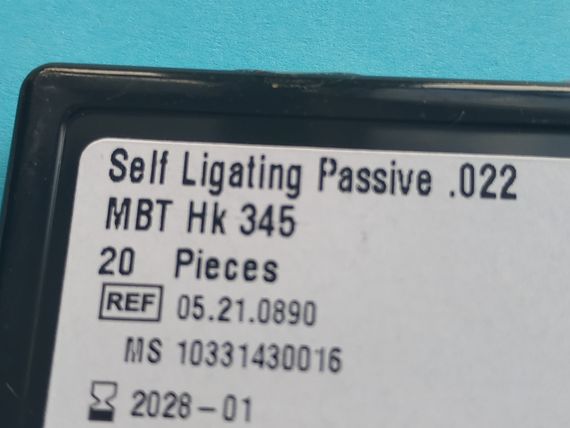 Self Ligating Passive .022
MBT Hk 345
20 Pieces
REF 05.21.0890
MS 10331430016
2028-01